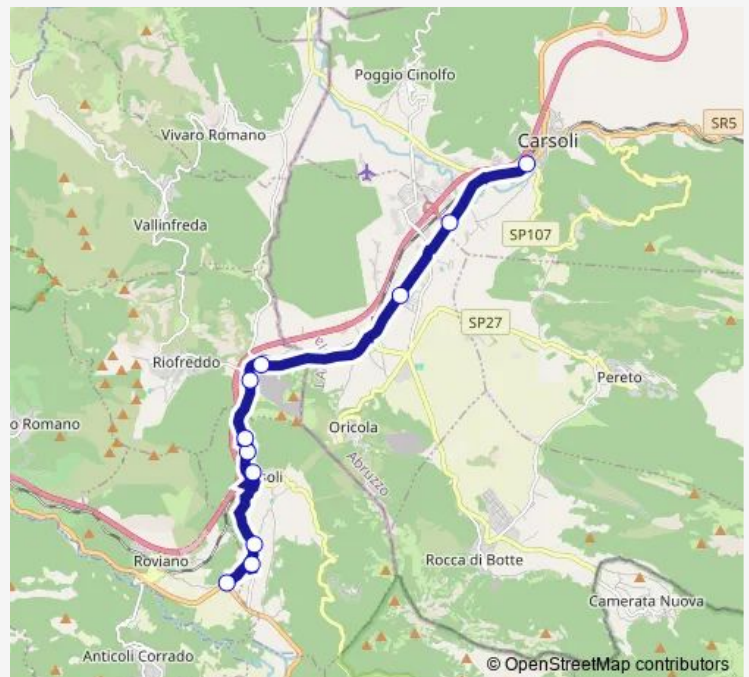 Poggio Cinolfo
SR5
Carsoli
Vivaro Romano
SP107
Vallinfreda
SP27
Riofreddo
Pereto
o Romano
Oricola
Abruzzo
oli
Roviano
Rocca di Botte
Camerata Nuova
Anticoli Corrado
© OpenStreetMap contributors